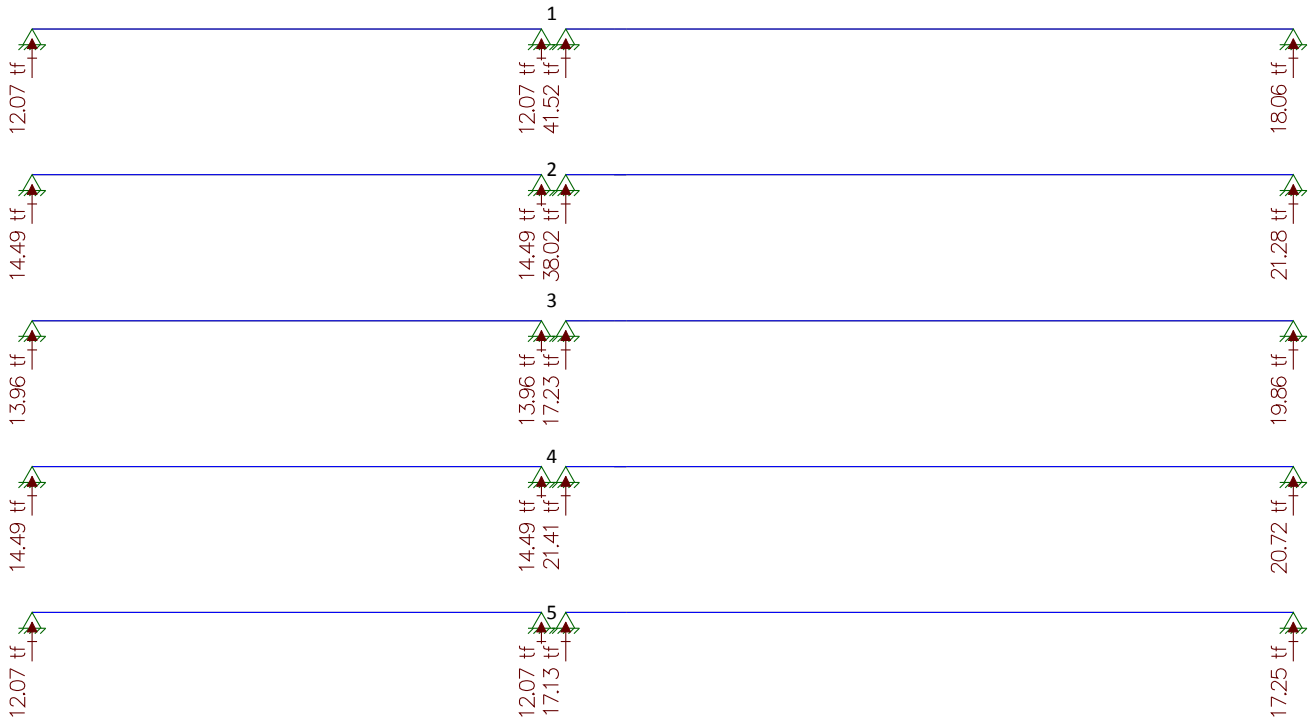 1
12.07 tf
12.07 tf
41.52 tf
18.06 tf
2
14.49 tf
14.49 tf
38.02 tf
21.28 tf
3
13.96 tf
13.96 tf
17.23 tf
19.86 tf
4
14.49 tf
14.49 tf
21.41 tf
20.72 tf
5
12.07 tf
12.07 tf
17.13 tf
17.25 tf